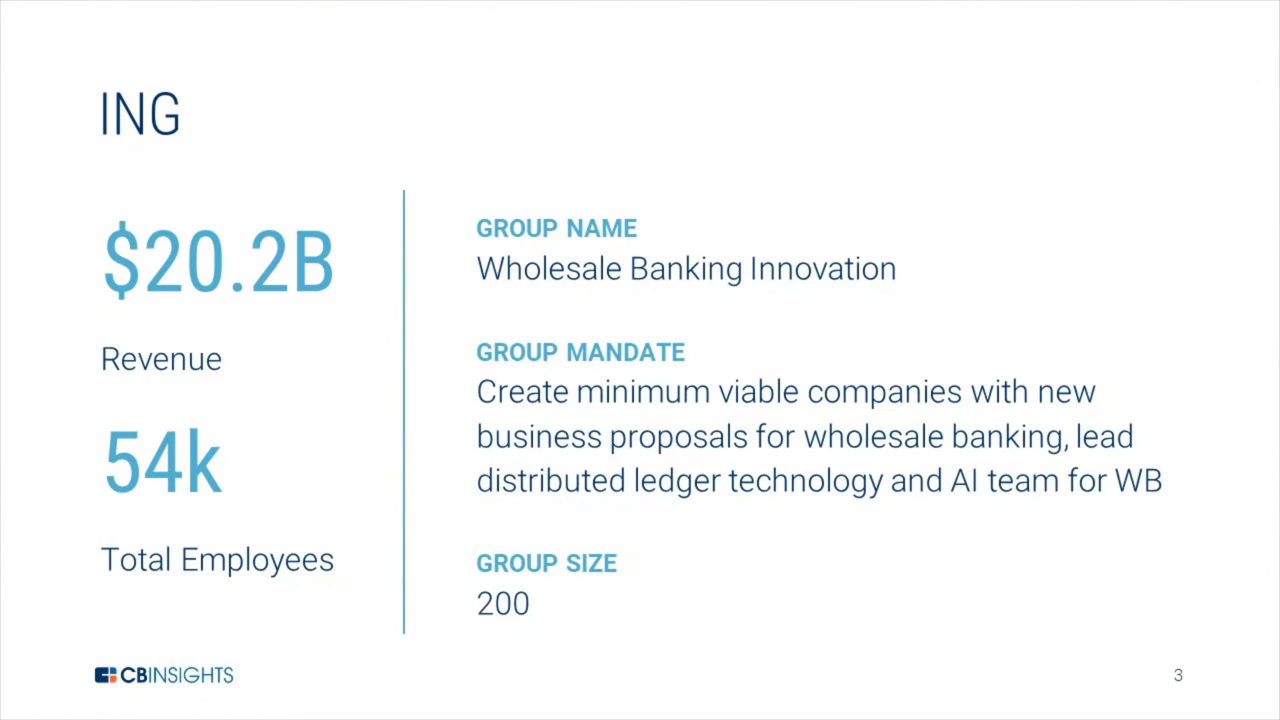 ING
$20.2B
Revenue
54k
Total Employees
GROUP NAME
Wholesale Banking Innovation
GROUP MANDATE
Create minimum viable companies with new
business proposals for wholesale banking, lead
distributed ledger technology and AI team for WB
GROUP SIZE
200
CBINSIGHTS
3